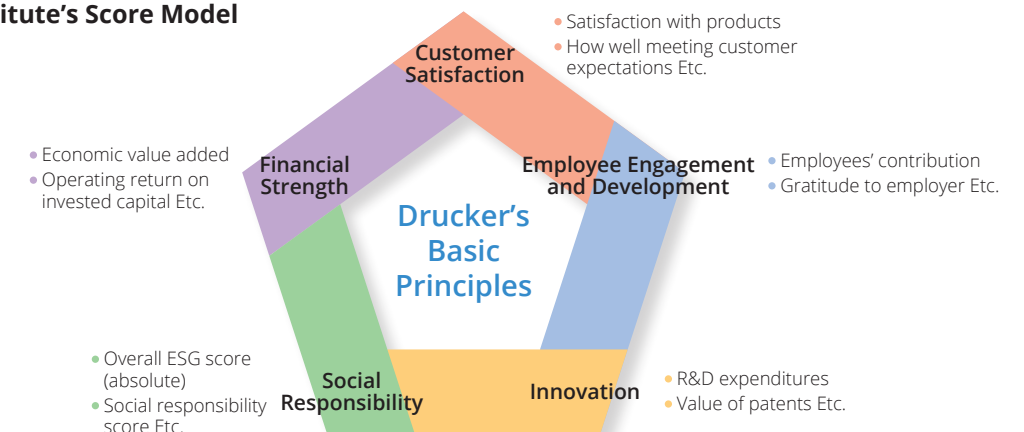 itute's Score Model
Customer
Satisfaction
• Satisfaction with products
• How well meeting customer
expectations Etc.
• Economic value added
• Operating return on
invested capital Etc.
Financial
Strength
Employee Engagement
and Development
• Employees' contribution
• Gratitude to employer Etc.
Drucker's
Basic
Principles
• Overall ESG score
(absolute)
• Social responsibility
score Etc.
Social
Responsibility
Innovation
• R&D expenditures
• Value of patents Etc.